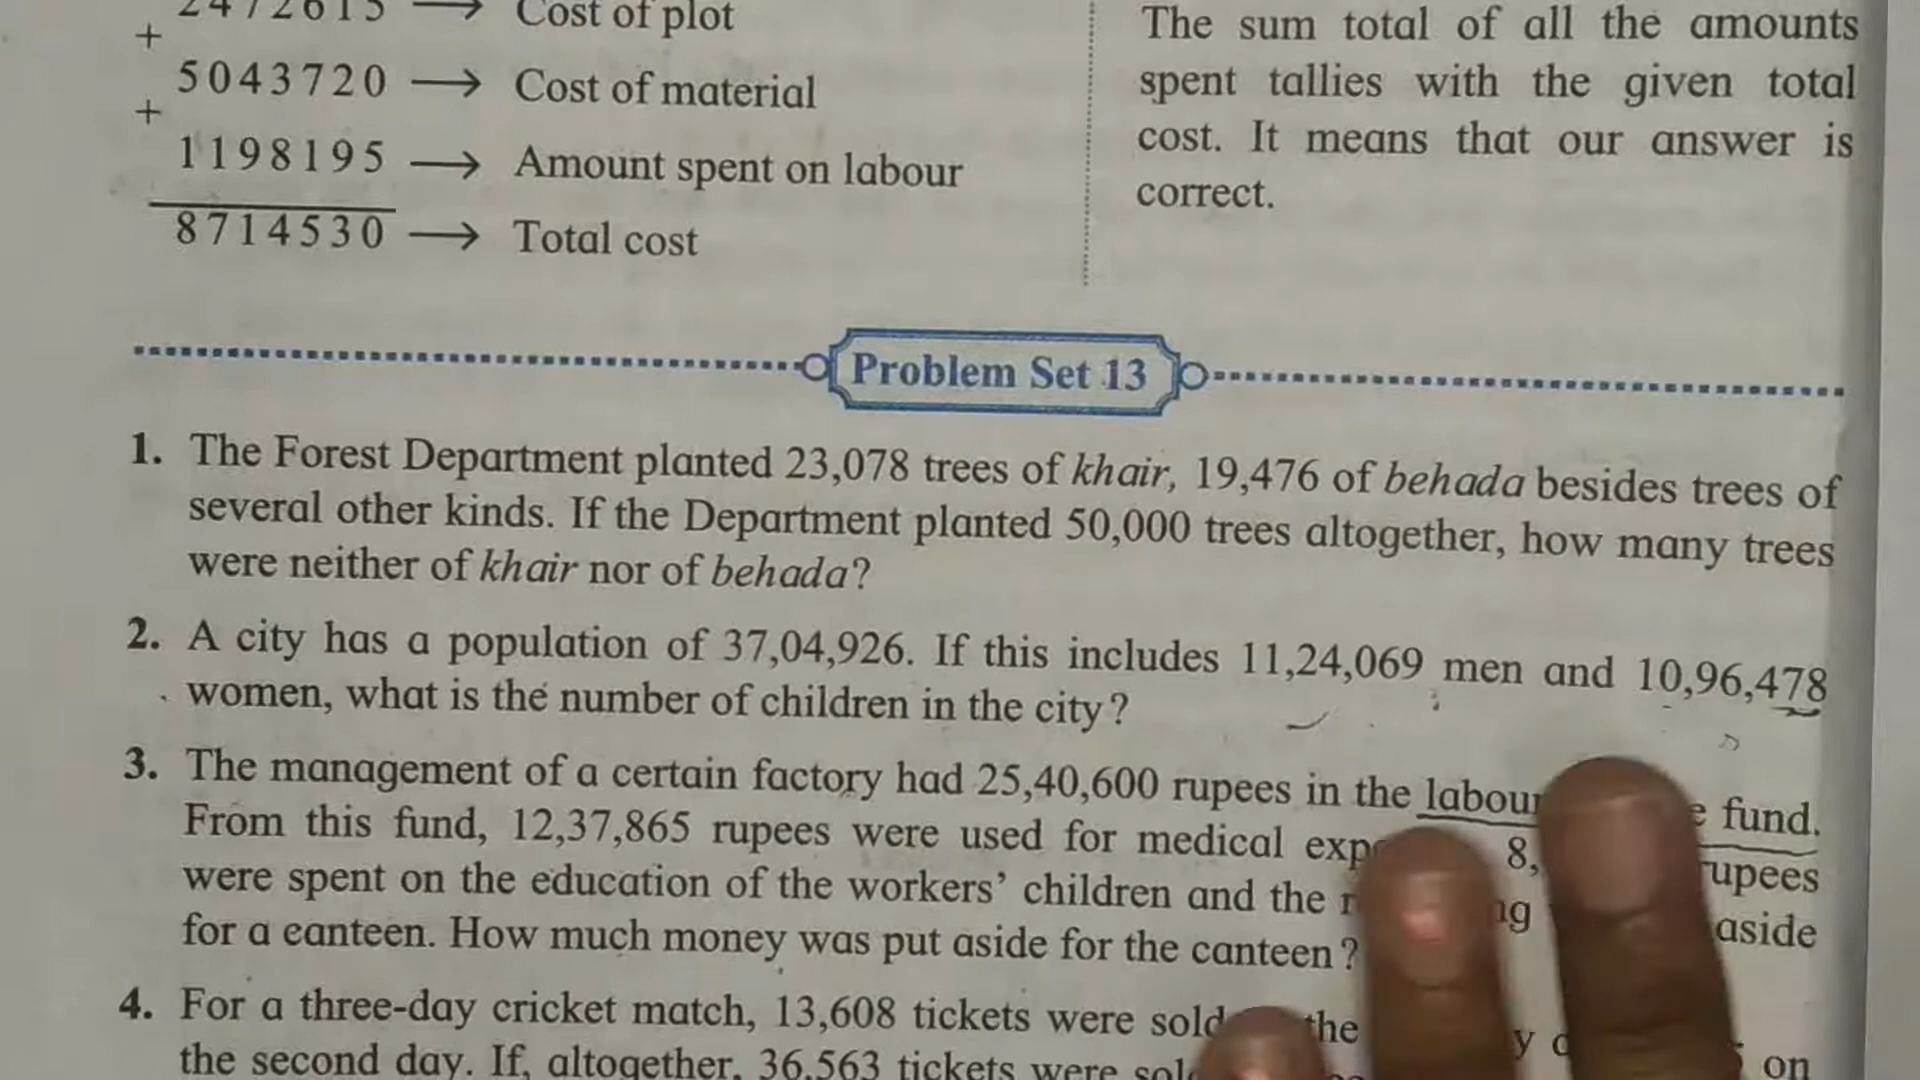 2472615 → Cost of plot
+
5043720 → Cost of material
+
1198195 → Amount spent on labour
8714530 → Total cost
The sum total of all the amounts
spent tallies with the given total
cost. It means that our answer is
correct.
Problem Set 13
1. The Forest Department planted 23,078 trees of khair, 19,476 of behada besides trees of
several other kinds. If the Department planted 50,000 trees altogether, how many trees
were neither of khair nor of behada?
2. A city has a population of 37,04,926. If this includes 11,24,069 men and 10,96,478
women, what is the number of children in the city?
3. The management of a certain factory had 25,40,600 rupees in the labour fund.
From this fund, 12,37,865 rupees were used for medical 8, rupees
were spent on the education of the workers' children and the aside
for a canteen. How much money was put aside for the canteen?
4. For a three-day cricket match, 13,608 tickets were sold the
the second day. If, altogether, 36,563 tickets were on